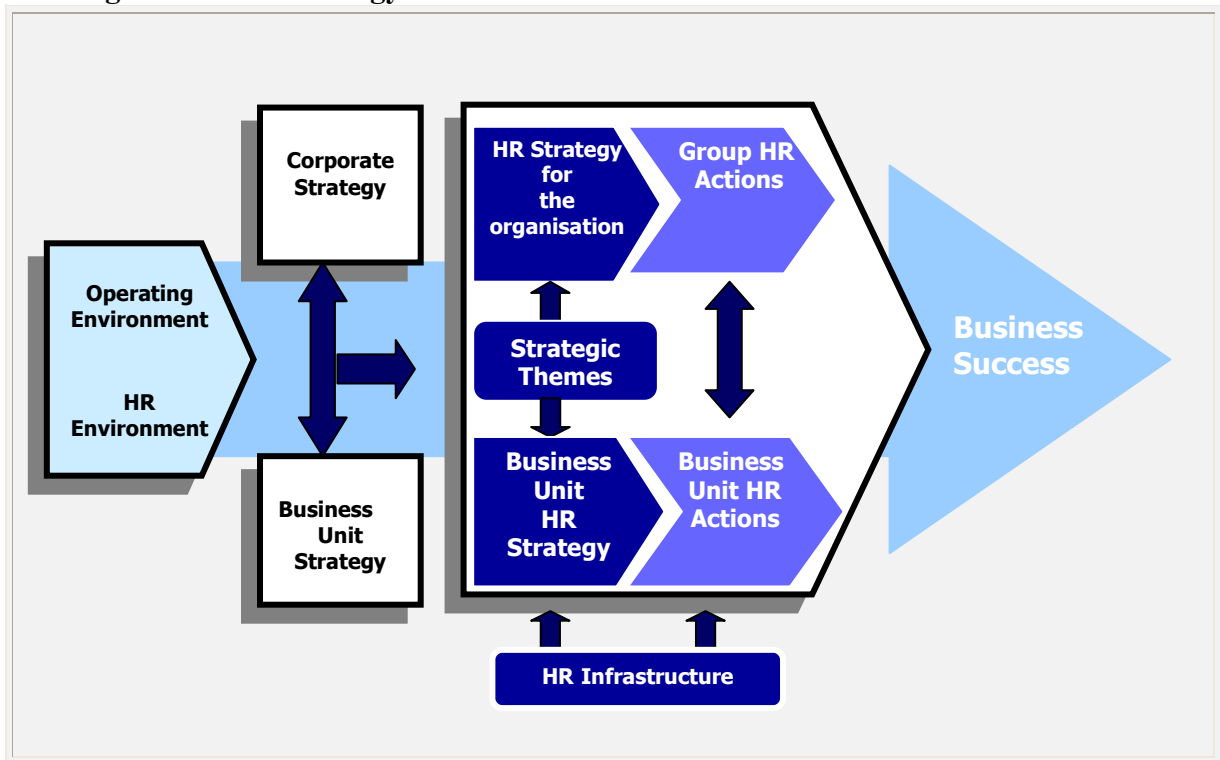 Corporate
Strategy
HR Strategy
for
the
organisation
Group HR
Actions
Operating
Environment
HR
Environment
Strategic
Themes
Business
Success
Business
Unit
Strategy
Business
Unit
HR
Strategy
Business
Unit HR
Actions
HR Infrastructure